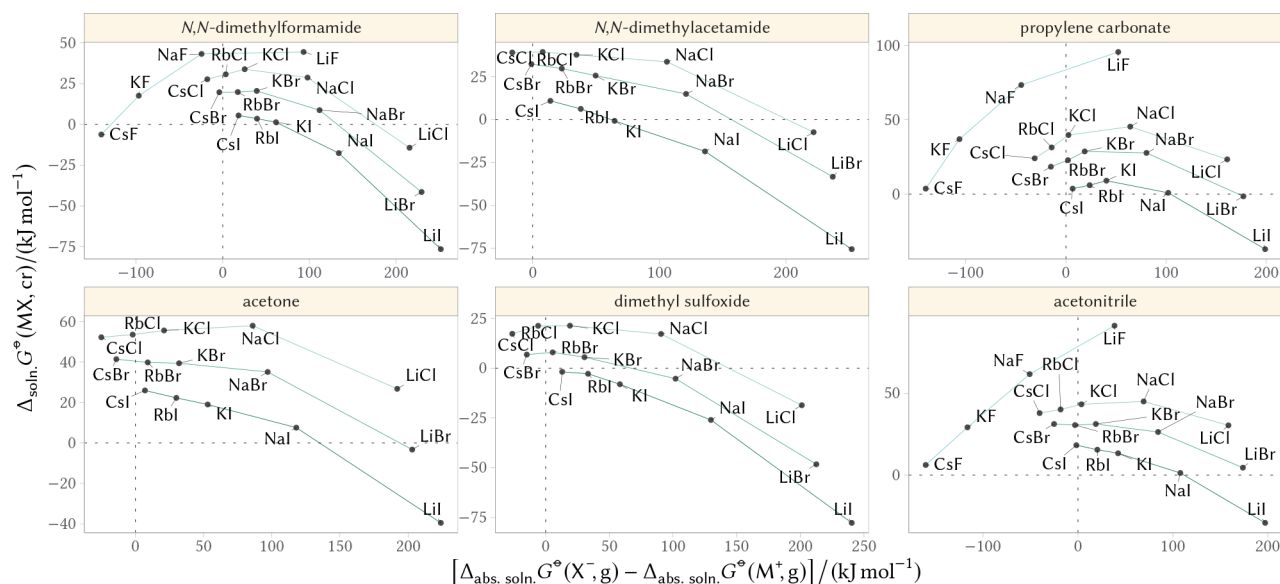 N,N-dimethylformamide
N,N-dimethylacetamide
propylene carbonate
50
25
0
−25
−50
−75
−100
0
100
200
NaF
RbCl
KCl
LiF
KF
CsCl
KBr
NaCl
CsF
CsBr
RbBr
NaBr
CsI
RbI
KI
NaI
LiCl
LiBr
LiI
25
0
−25
−50
−75
0
100
200
CsCl
RbCl
KCl
NaCl
CsBr
RbBr
KBr
NaBr
CsI
RbI
KI
NaI
LiCl
LiBr
LiI
100
50
0
−100
0
100
200
LiF
NaF
KF
RbCl
KCl
NaCl
CsCl
KBr
NaBr
CsF
CsBr
RbBr
KI
LiCl
CsI
RbI
NaI
LiBr
LiI
acetone
dimethyl sulfoxide
acetonitrile
60
40
20
0
−20
−40
0
50
100
150
200
RbCl
KCl
NaCl
CsCl
KBr
CsBr
RbBr
NaBr
LiCl
CsI
RbI
KI
NaI
LiBr
LiI
25
0
−25
−50
−75
0
50
100
150
200
250
RbCl
KCl
NaCl
CsCl
RbBr
KBr
NaBr
CsBr
CsI
RbI
KI
NaI
LiCl
LiBr
LiI
50
0
−100
0
100
200
LiF
NaF
RbCl
KF
CsCl
KCl
NaCl
NaBr
KBr
CsF
CsBr
RbBr
LiCl
CsI
RbI
KI
NaI
LiBr
LiI
Δsoln.G⦵(MX, cr)/(kJ mol−1)
[Δabs. soln.G⦵(X−, g) − Δabs. soln.G⦵(M+, g)]/(kJ mol−1)